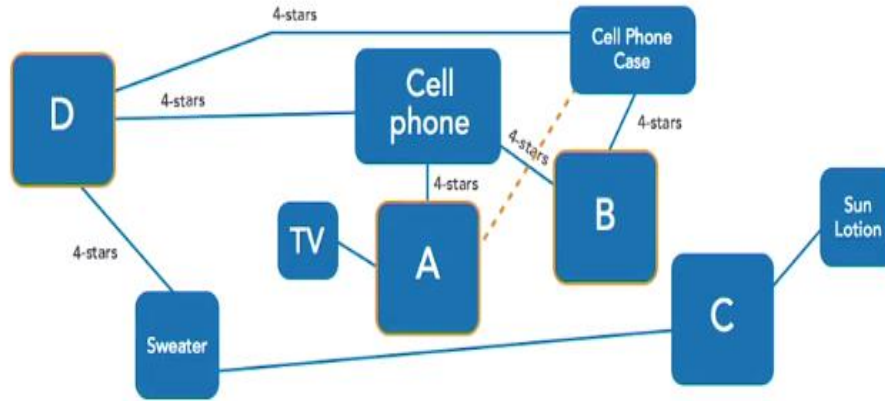 4-stars
Cell Phone
Case
D
4-stars
Cell
phone
4-stars
4-stars
4-stars
B
Sun
Lotion
TV
A
4-stars
C
Sweater